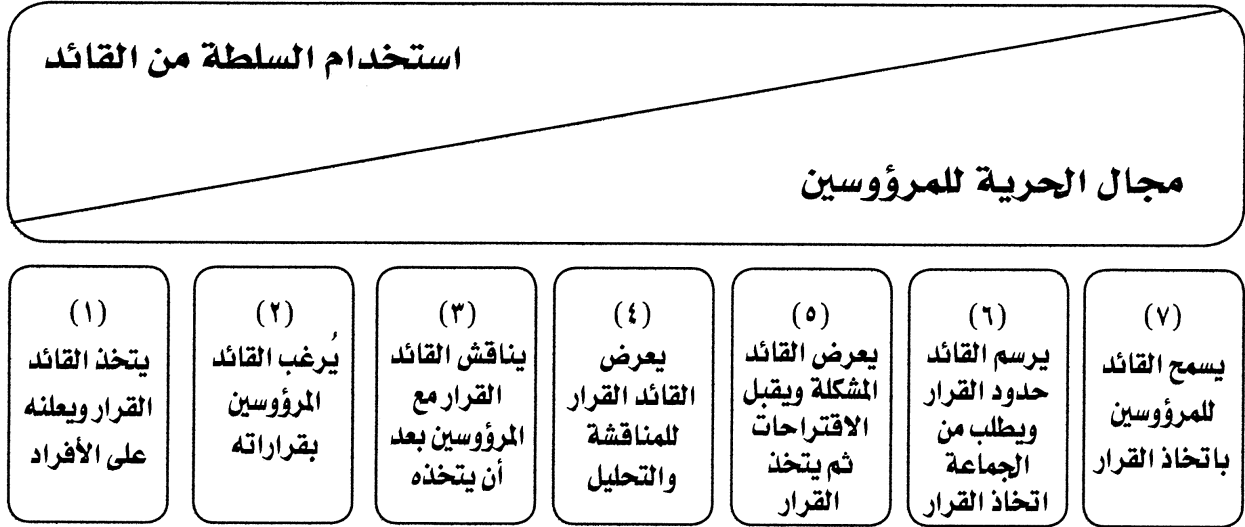 استخدام السلطة من القائد
مجال الحرية للمرؤوسين
(١)
يتخذ القائد
القرار ويعلنه
على الأفراد
(٢)
يُرغب القائد
المرؤوسين
بقراراته
(٣)
يناقش القائد
القرار مع
المرؤوسين بعد
أن يتخذه
(٤)
يعرض
القائد القرار
للمناقشة
والتحليل
(٥)
يعرض القائد
المشكلة ويقبل
الاقتراحات
ثم يتخذ
القرار
(٦)
يرسم القائد
حدود القرار
ويطلب من
الجماعة
اتخاذ القرار
(٧)
يسمح القائد
للمرؤوسين
باتخاذ القرار